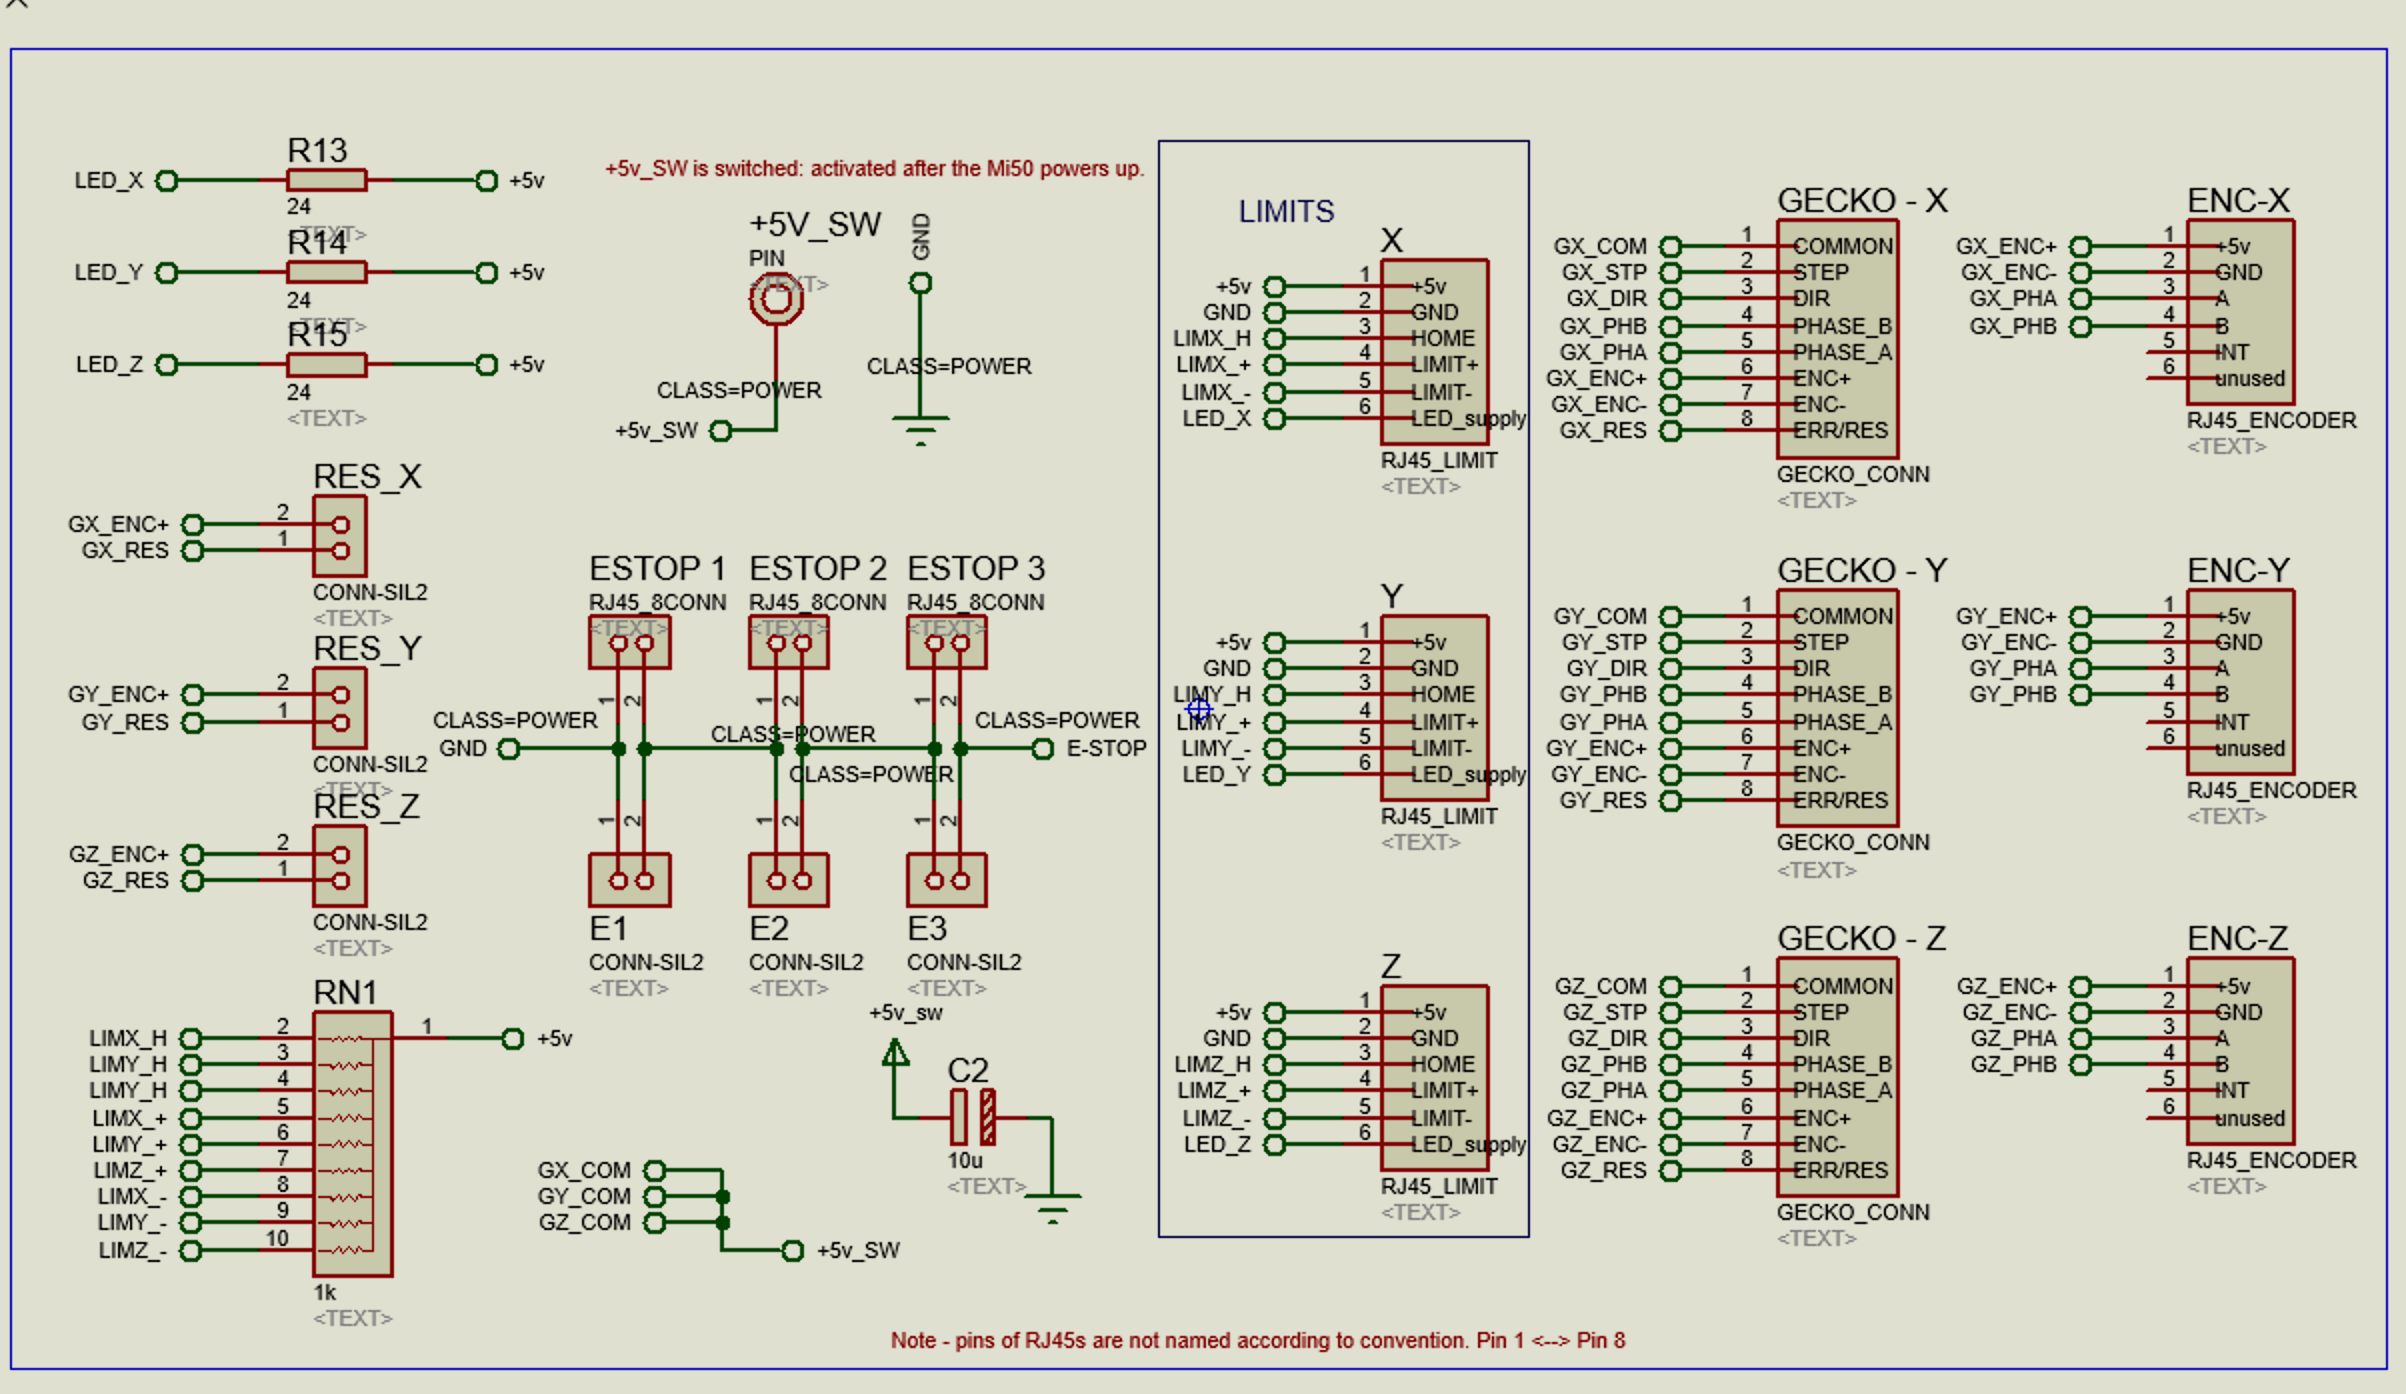 R13
LED_X
+5v
24
<TEXT>
R14
LED_Y
+5v
24
<TEXT>
R15
LED_Z
+5v
24
<TEXT>
+5v_SW is switched: activated after the Mi50 powers up.
+5V_SW
PIN
<TEXT>
CLASS=POWER
+5v_SW
GND
CLASS=POWER
RES_X
GX_ENC+ 2
GX_RES 1
CONN-SIL2
<TEXT>
RES_Y
GY_ENC+ 2
GY_RES 1
CONN-SIL2
<TEXT>
RES_Z
GZ_ENC+ 2
GZ_RES 1
CONN-SIL2
<TEXT>
ESTOP 1 ESTOP 2 ESTOP 3
RJ45_8CONN RJ45_8CONN RJ45_8CONN
<TEXT> <TEXT> <TEXT>
1 2 1 2 1 2
CLASS=POWER CLASS=POWER CLASS=POWER
GND E-STOP
CLASS=POWER
1 2 1 2 1 2
E1 E2 E3
CONN-SIL2 CONN-SIL2 CONN-SIL2
<TEXT> <TEXT> <TEXT>
RN1
LIMX_H 2 1 +5v
LIMY_H 3
LIMY_H 4
LIMX_+ 5
LIMY_+ 6
LIMZ_+ 7
LIMX_- 8
LIMY_- 9
LIMZ_- 10
1k
<TEXT>
+5v_sw
C2
10u
<TEXT>
GX_COM
GY_COM
GZ_COM
+5v_SW
LIMITS
X
+5v 1 +5v
GND 2 GND
LIMX_H 3 HOME
LIMX_+ 4 LIMIT+
LIMX_- 5 LIMIT-
LED_X 6 LED_supply
RJ45_LIMIT
<TEXT>
Y
+5v 1 +5v
GND 2 GND
LIMY_H 3 HOME
LIMY_+ 4 LIMIT+
LIMY_- 5 LIMIT-
LED_Y 6 LED_supply
RJ45_LIMIT
<TEXT>
Z
+5v 1 +5v
GND 2 GND
LIMZ_H 3 HOME
LIMZ_+ 4 LIMIT+
LIMZ_- 5 LIMIT-
LED_Z 6 LED_supply
RJ45_LIMIT
<TEXT>
GECKO - X
GX_COM 1 COMMON
GX_STP 2 STEP
GX_DIR 3 DIR
GX_PHB 4 PHASE_B
GX_PHA 5 PHASE_A
GX_ENC+ 6 ENC+
GX_ENC- 7 ENC-
GX_RES 8 ERR/RES
GECKO_CONN
<TEXT>
ENC-X
GX_ENC+ 1 +5v
GX_ENC- 2 GND
GX_PHA 3 A
GX_PHB 4 B
5 INT
6 unused
RJ45_ENCODER
<TEXT>
GECKO - Y
GY_COM 1 COMMON
GY_STP 2 STEP
GY_DIR 3 DIR
GY_PHB 4 PHASE_B
GY_PHA 5 PHASE_A
GY_ENC+ 6 ENC+
GY_ENC- 7 ENC-
GY_RES 8 ERR/RES
GECKO_CONN
<TEXT>
ENC-Y
GY_ENC+ 1 +5v
GY_ENC- 2 GND
GY_PHA 3 A
GY_PHB 4 B
5 INT
6 unused
RJ45_ENCODER
<TEXT>
GECKO - Z
GZ_COM 1 COMMON
GZ_STP 2 STEP
GZ_DIR 3 DIR
GZ_PHB 4 PHASE_B
GZ_PHA 5 PHASE_A
GZ_ENC+ 6 ENC+
GZ_ENC- 7 ENC-
GZ_RES 8 ERR/RES
GECKO_CONN
<TEXT>
ENC-Z
GZ_ENC+ 1 +5v
GZ_ENC- 2 GND
GZ_PHA 3 A
GZ_PHB 4 B
5 INT
6 unused
RJ45_ENCODER
<TEXT>
Note - pins of RJ45s are not named according to convention. Pin 1 <--> Pin 8